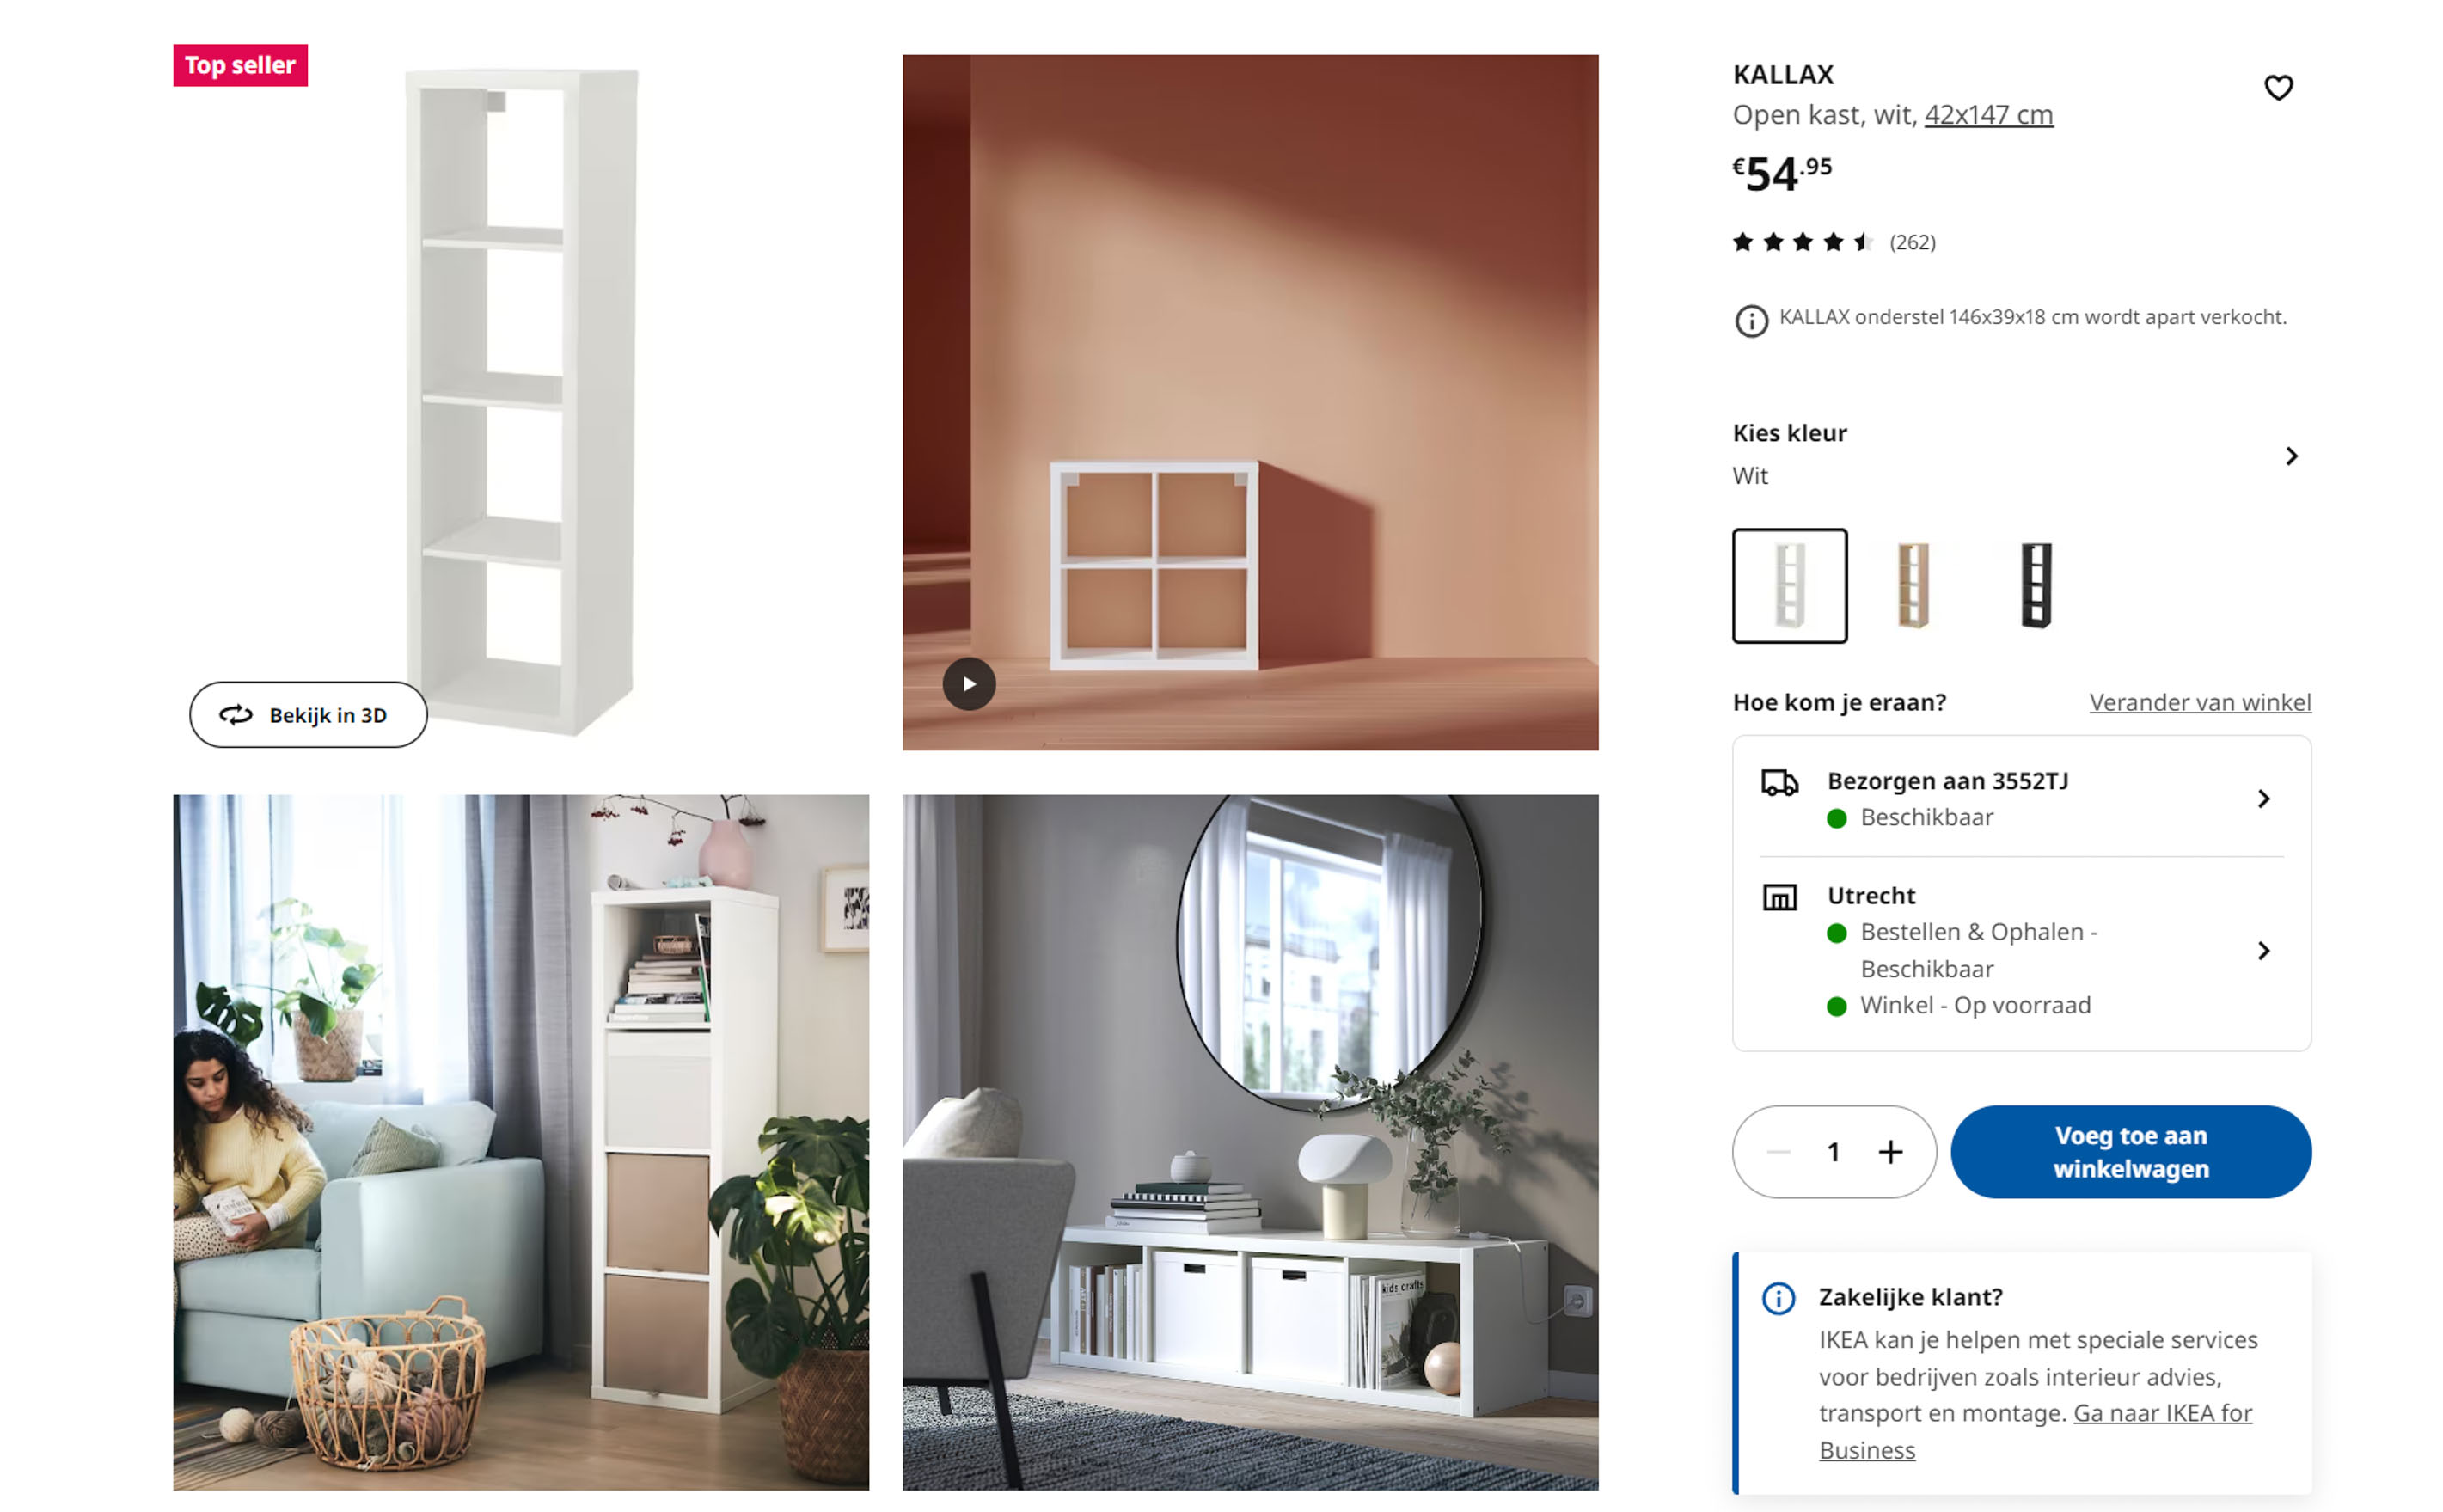 Top seller
Bekijk in 3D
kids crafts
KALLAX
Open kast, wit, 42x147 cm
€54.95
(262)
KALLAX onderstel 146x39x18 cm wordt apart verkocht.
Kies kleur
Wit
Hoe kom je eraan?
Verander van winkel
Bezorgen aan 3552TJ
Beschikbaar
Utrecht
Bestellen & Ophalen -
Beschikbaar
Winkel - Op voorraad
1
Voeg toe aan
winkelwagen
Zakelijke klant?
IKEA kan je helpen met speciale services
voor bedrijven zoals interieur advies,
transport en montage. Ga naar IKEA for
Business